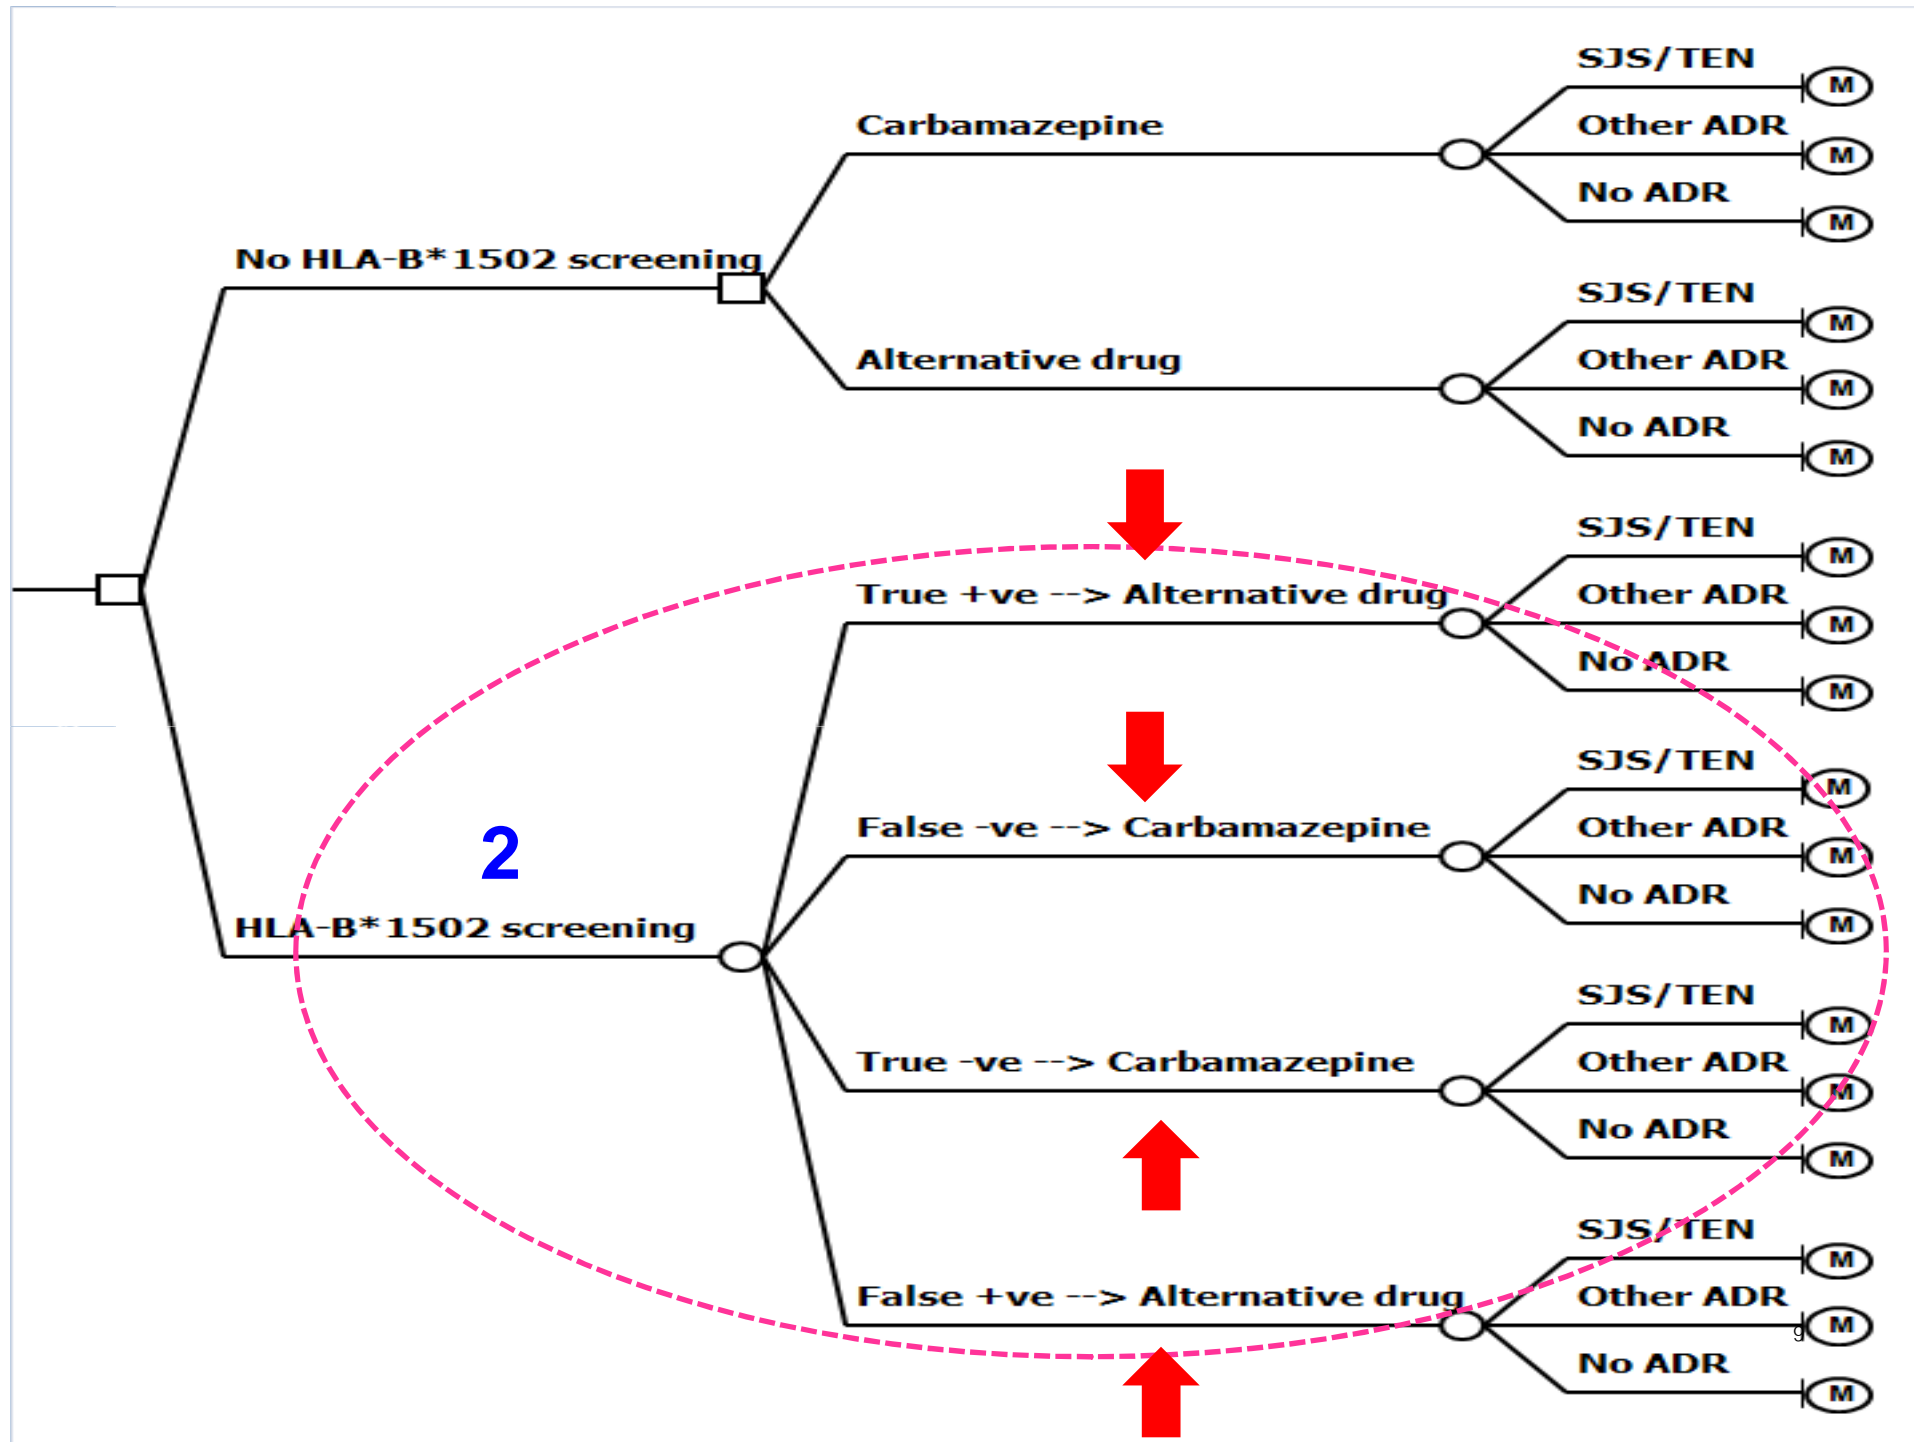 SJS/TEN
M
Carbamazepine
Other ADR
M
No ADR
M
No HLA-B*1502 screening
SJS/TEN
M
Alternative drug
Other ADR
M
No ADR
M
SJS/TEN
M
True +ve --> Alternative drug
Other ADR
M
No ADR
M
SJS/TEN
M
False -ve --> Carbamazepine
Other ADR
M
2
No ADR
M
HLA-B*1502 screening
SJS/TEN
M
True -ve --> Carbamazepine
Other ADR
M
No ADR
M
SJS/TEN
M
False +ve --> Alternative drug
Other ADR
9
M
No ADR
M